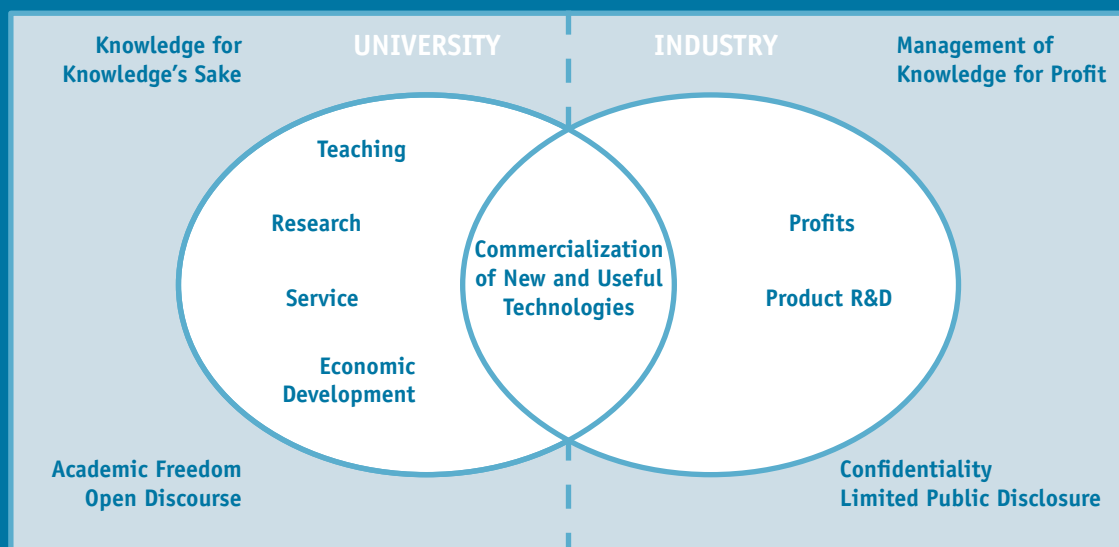 Knowledge for
Knowledge’s Sake
UNIVERSITY
INDUSTRY
Management of
Knowledge for Profit
Teaching
Research
Service
Economic
Development
Commercialization
of New and Useful
Technologies
Profits
Product R&D
Academic Freedom
Open Discourse
Confidentiality
Limited Public Disclosure